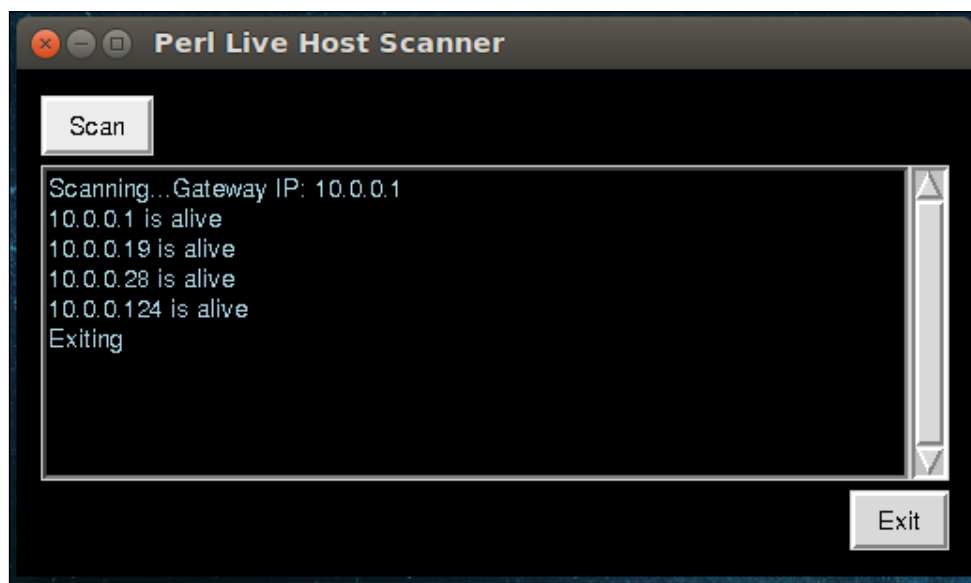 Perl Live Host Scanner
Scan
Scanning...Gateway IP: 10.0.0.1
10.0.0.1 is alive
10.0.0.19 is alive
10.0.0.28 is alive
10.0.0.124 is alive
Exiting
Exit